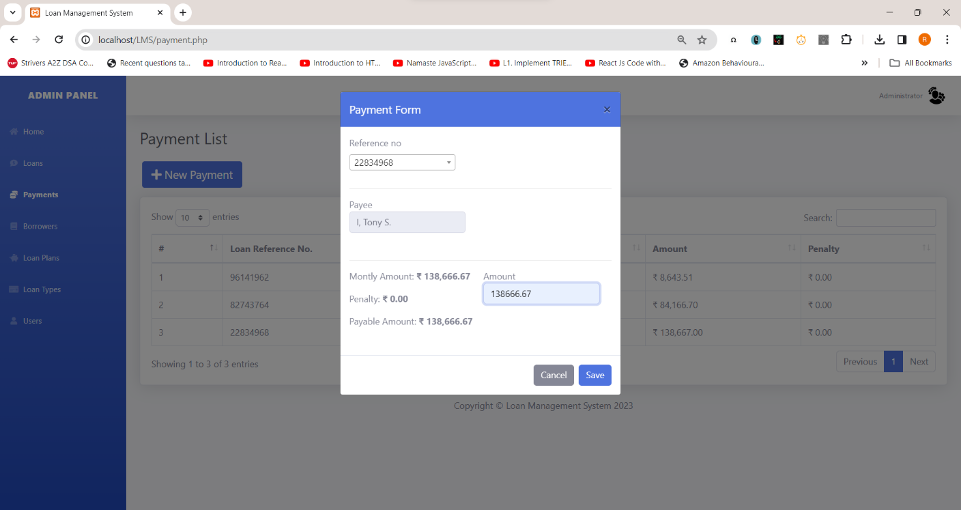 Loan Management System
localhost/LMS/payment.php
Strivers A2Z DSA Co... Recent questions ta... Introduction to Rea... Introduction to HT... Namaste JavaScript... L1. Implement TRIE... React Js Code with... Amazon Behavioura... » All Bookmarks
ADMIN PANEL
Administrator
Home
Loans
Payments
Borrowers
Loan Plans
Loan Types
Users
Payment List
+ New Payment
Show 10 entries Search:
# Loan Reference No. Amount Penalty
1 96141962 ₹ 8,643.51 ₹ 0.00
2 82743764 ₹ 84,166.70 ₹ 0.00
3 22834968 ₹ 138,667.00 ₹ 0.00
Showing 1 to 3 of 3 entries Previous 1 Next
Payment Form ×
Reference no
22834968
Payee
l, Tony S.
Montly Amount: ₹ 138,666.67 Amount
138666.67
Penalty: ₹ 0.00
Payable Amount: ₹ 138,666.67
Cancel Save
Copyright © Loan Management System 2023